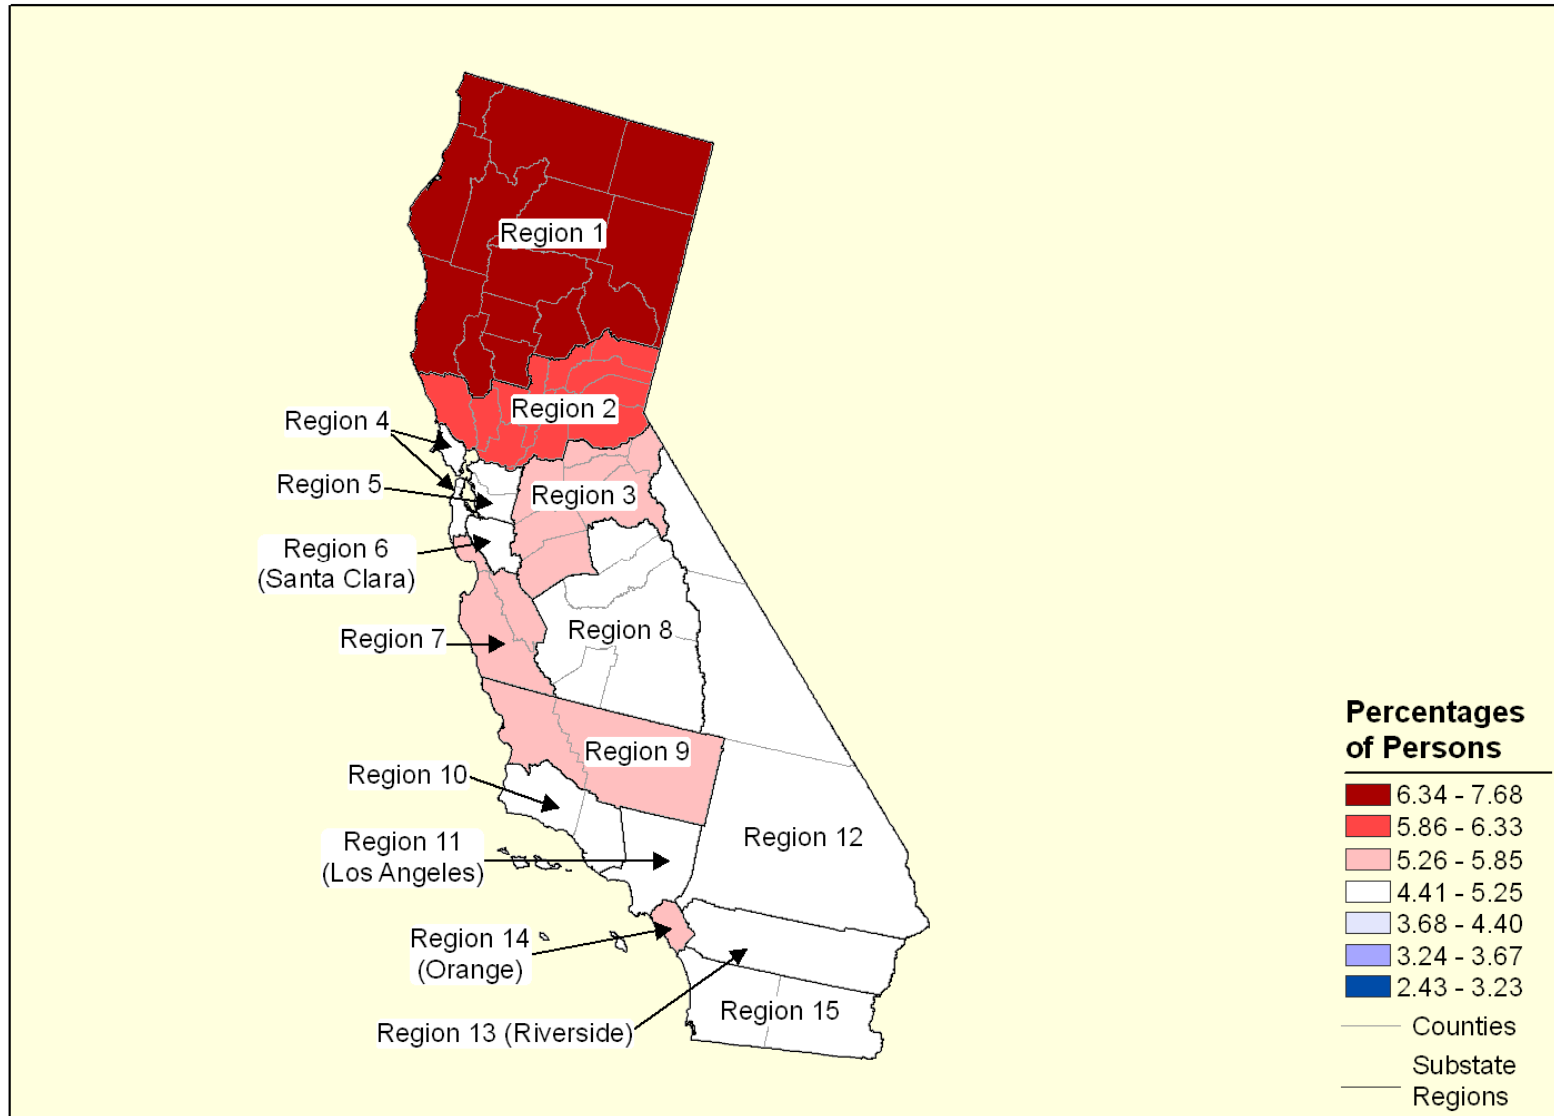 Region 1
Region 2
Region 4
Region 5
Region 3
Region 6
(Santa Clara)
Region 7
Region 8
Region 9
Region 10
Region 11
(Los Angeles)
Region 12
Region 14
(Orange)
Region 13 (Riverside)
Region 15
Percentages
of Persons
6.34 - 7.68
5.86 - 6.33
5.26 - 5.85
4.41 - 5.25
3.68 - 4.40
3.24 - 3.67
2.43 - 3.23
Counties
Substate
Regions